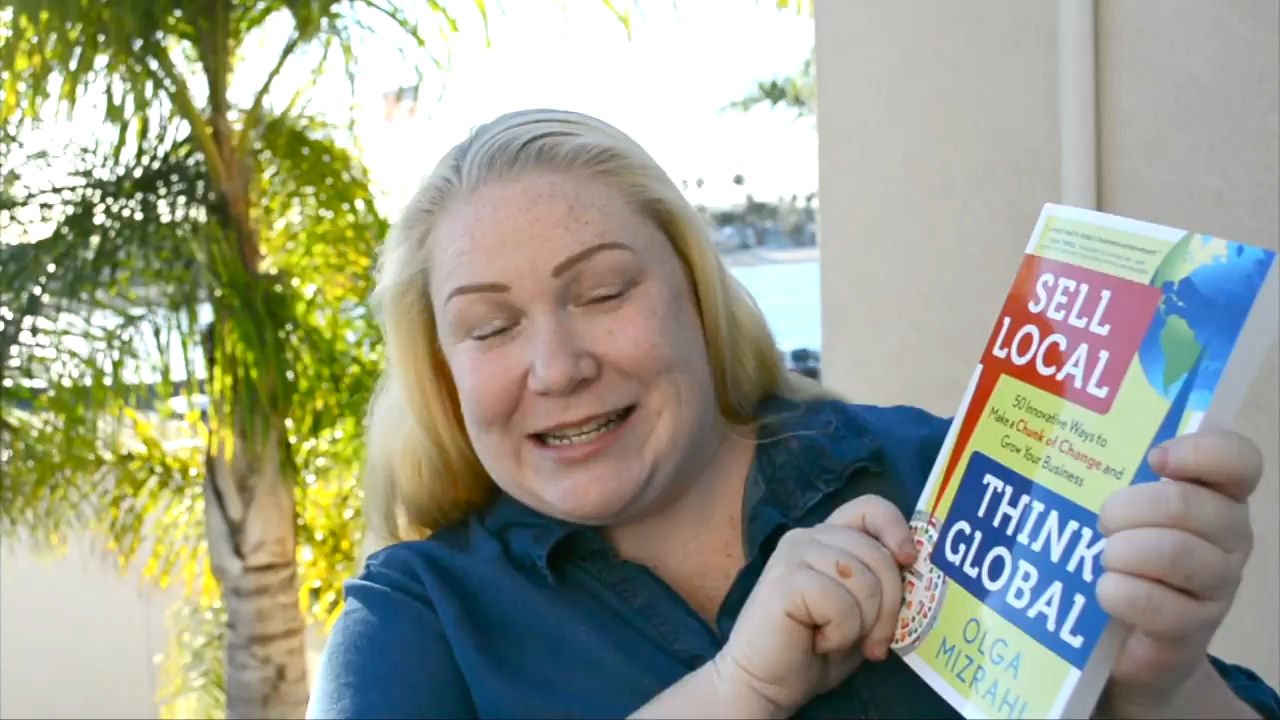 SELL
LOCAL
50 Innovative Ways to
Make a Chunk of Change and
Grow Your Business
THINK
GLOBAL
OLGA
MIZRAHI